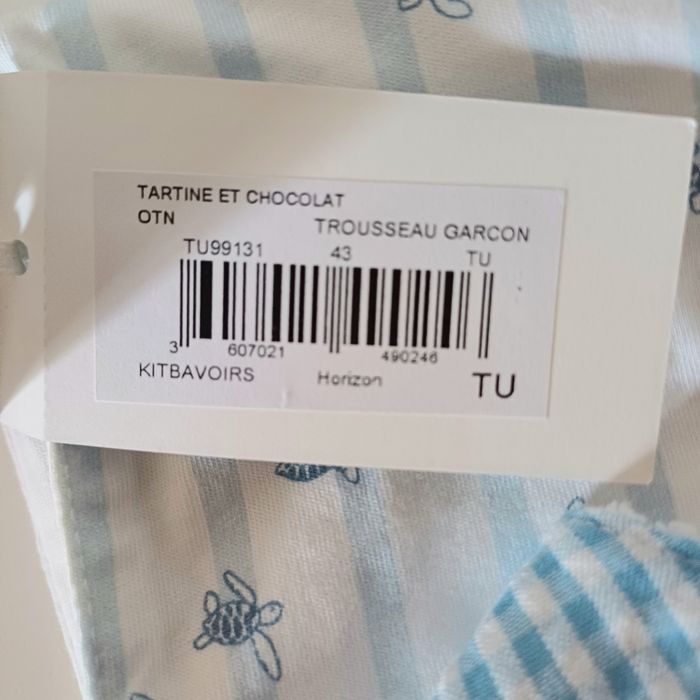 TARTINE ET CHOCOLAT
OTN TROUSSEAU GARCON
TU99131 43 TU
3 607021 490246
KITBAVOIRS Horizon TU